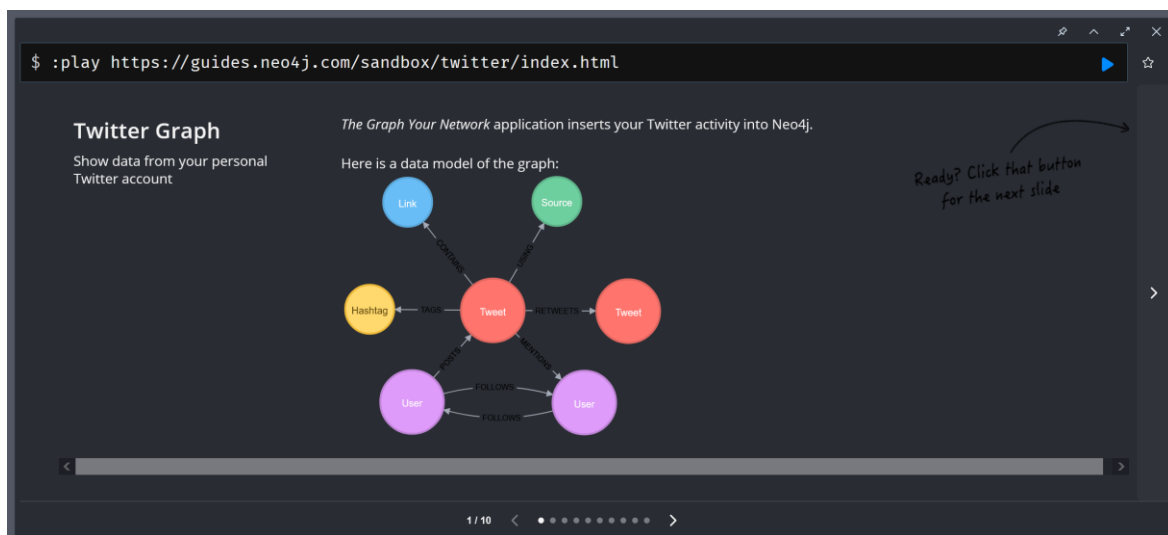 $ :play https://guides.neo4j.com/sandbox/twitter/index.html
Twitter Graph
Show data from your personal
Twitter account
The Graph Your Network application inserts your Twitter activity into Neo4j.
Here is a data model of the graph:
Ready? Click that button
for the next slide
Link
Source
CONTAINS
USING
Hashtag
TAGS
Tweet
RETWEETS
Tweet
POSTS
MENTIONS
User
FOLLOWS
FOLLOWS
User
1 / 10